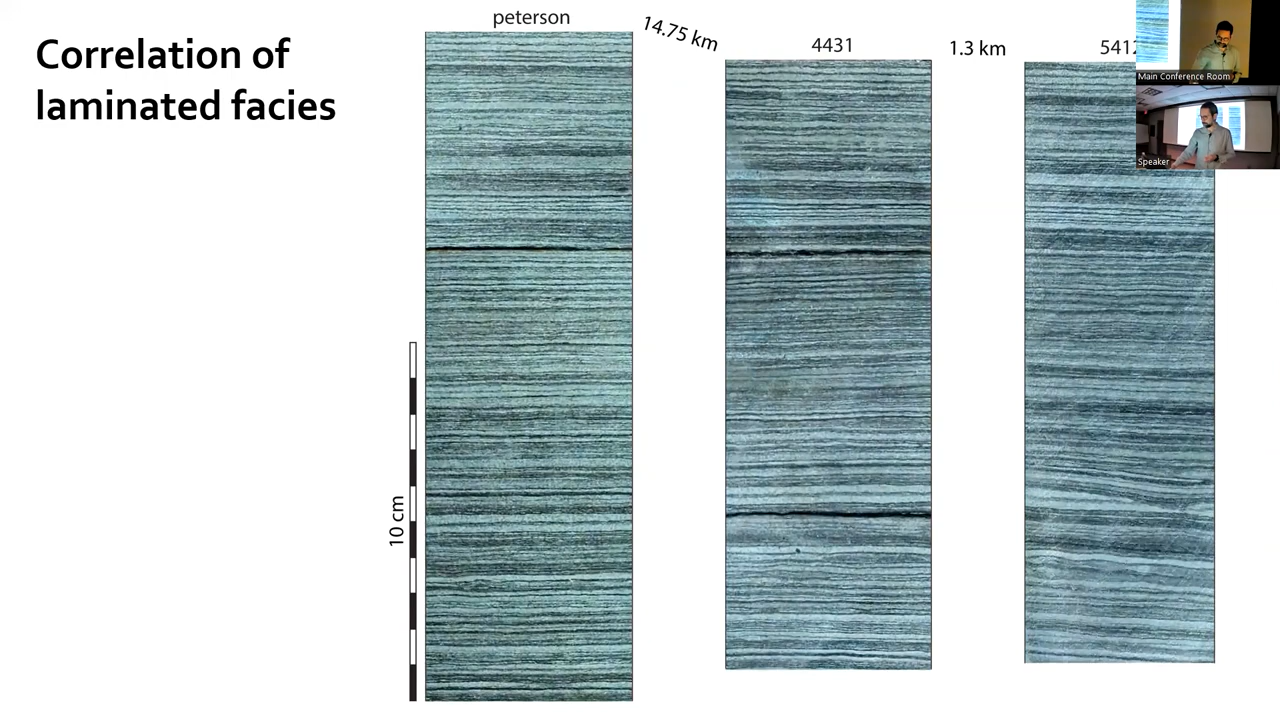 Correlation of
laminated facies
peterson
14.75 km
4431
1.3 km
Main Conference Room
Speaker
10 cm